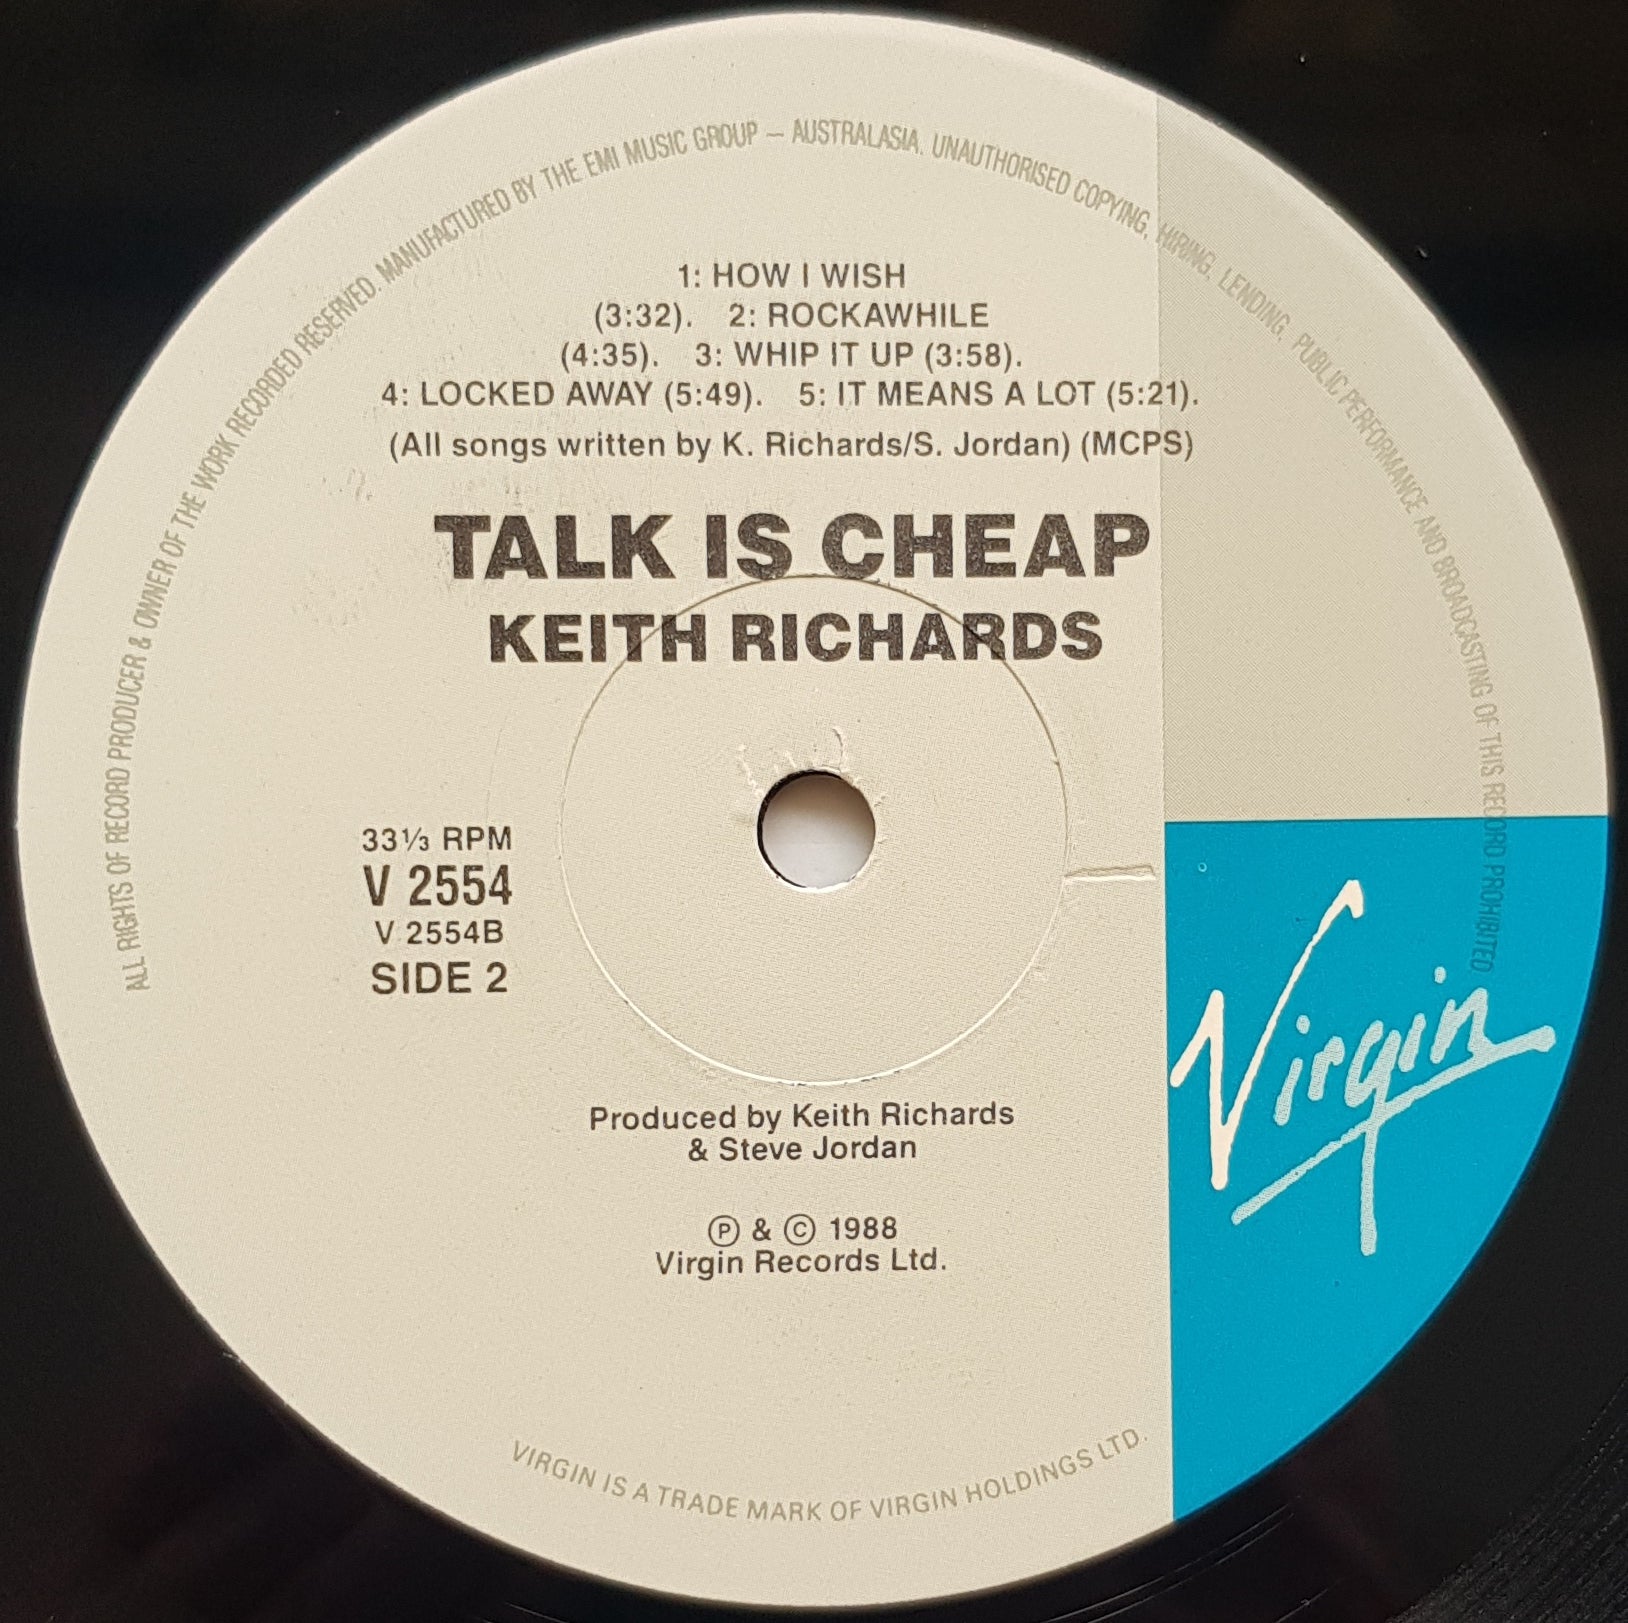 ALL RIGHTS OF RECORD PRODUCER & OWNER OF THE WORK RECORDED RESERVED. MANUFACTURED BY THE EMI MUSIC GROUP – AUSTRALASIA. UNAUTHORISED COPYING, HIRING, LENDING, PUBLIC PERFORMANCE AND BROADCASTING OF THIS RECORD PROHIBITED.
1: HOW I WISH
(3:32). 2: ROCKAWHILE
(4:35). 3: WHIP IT UP (3:58).
4: LOCKED AWAY (5:49). 5: IT MEANS A LOT (5:21).
(All songs written by K. Richards/S. Jordan) (MCPS)
TALK IS CHEAP
KEITH RICHARDS
33⅓ RPM
V 2554
V 2554B
SIDE 2
Virgin
Produced by Keith Richards
& Steve Jordan
Ⓟ & © 1988
Virgin Records Ltd.
VIRGIN IS A TRADE MARK OF VIRGIN HOLDINGS LTD.